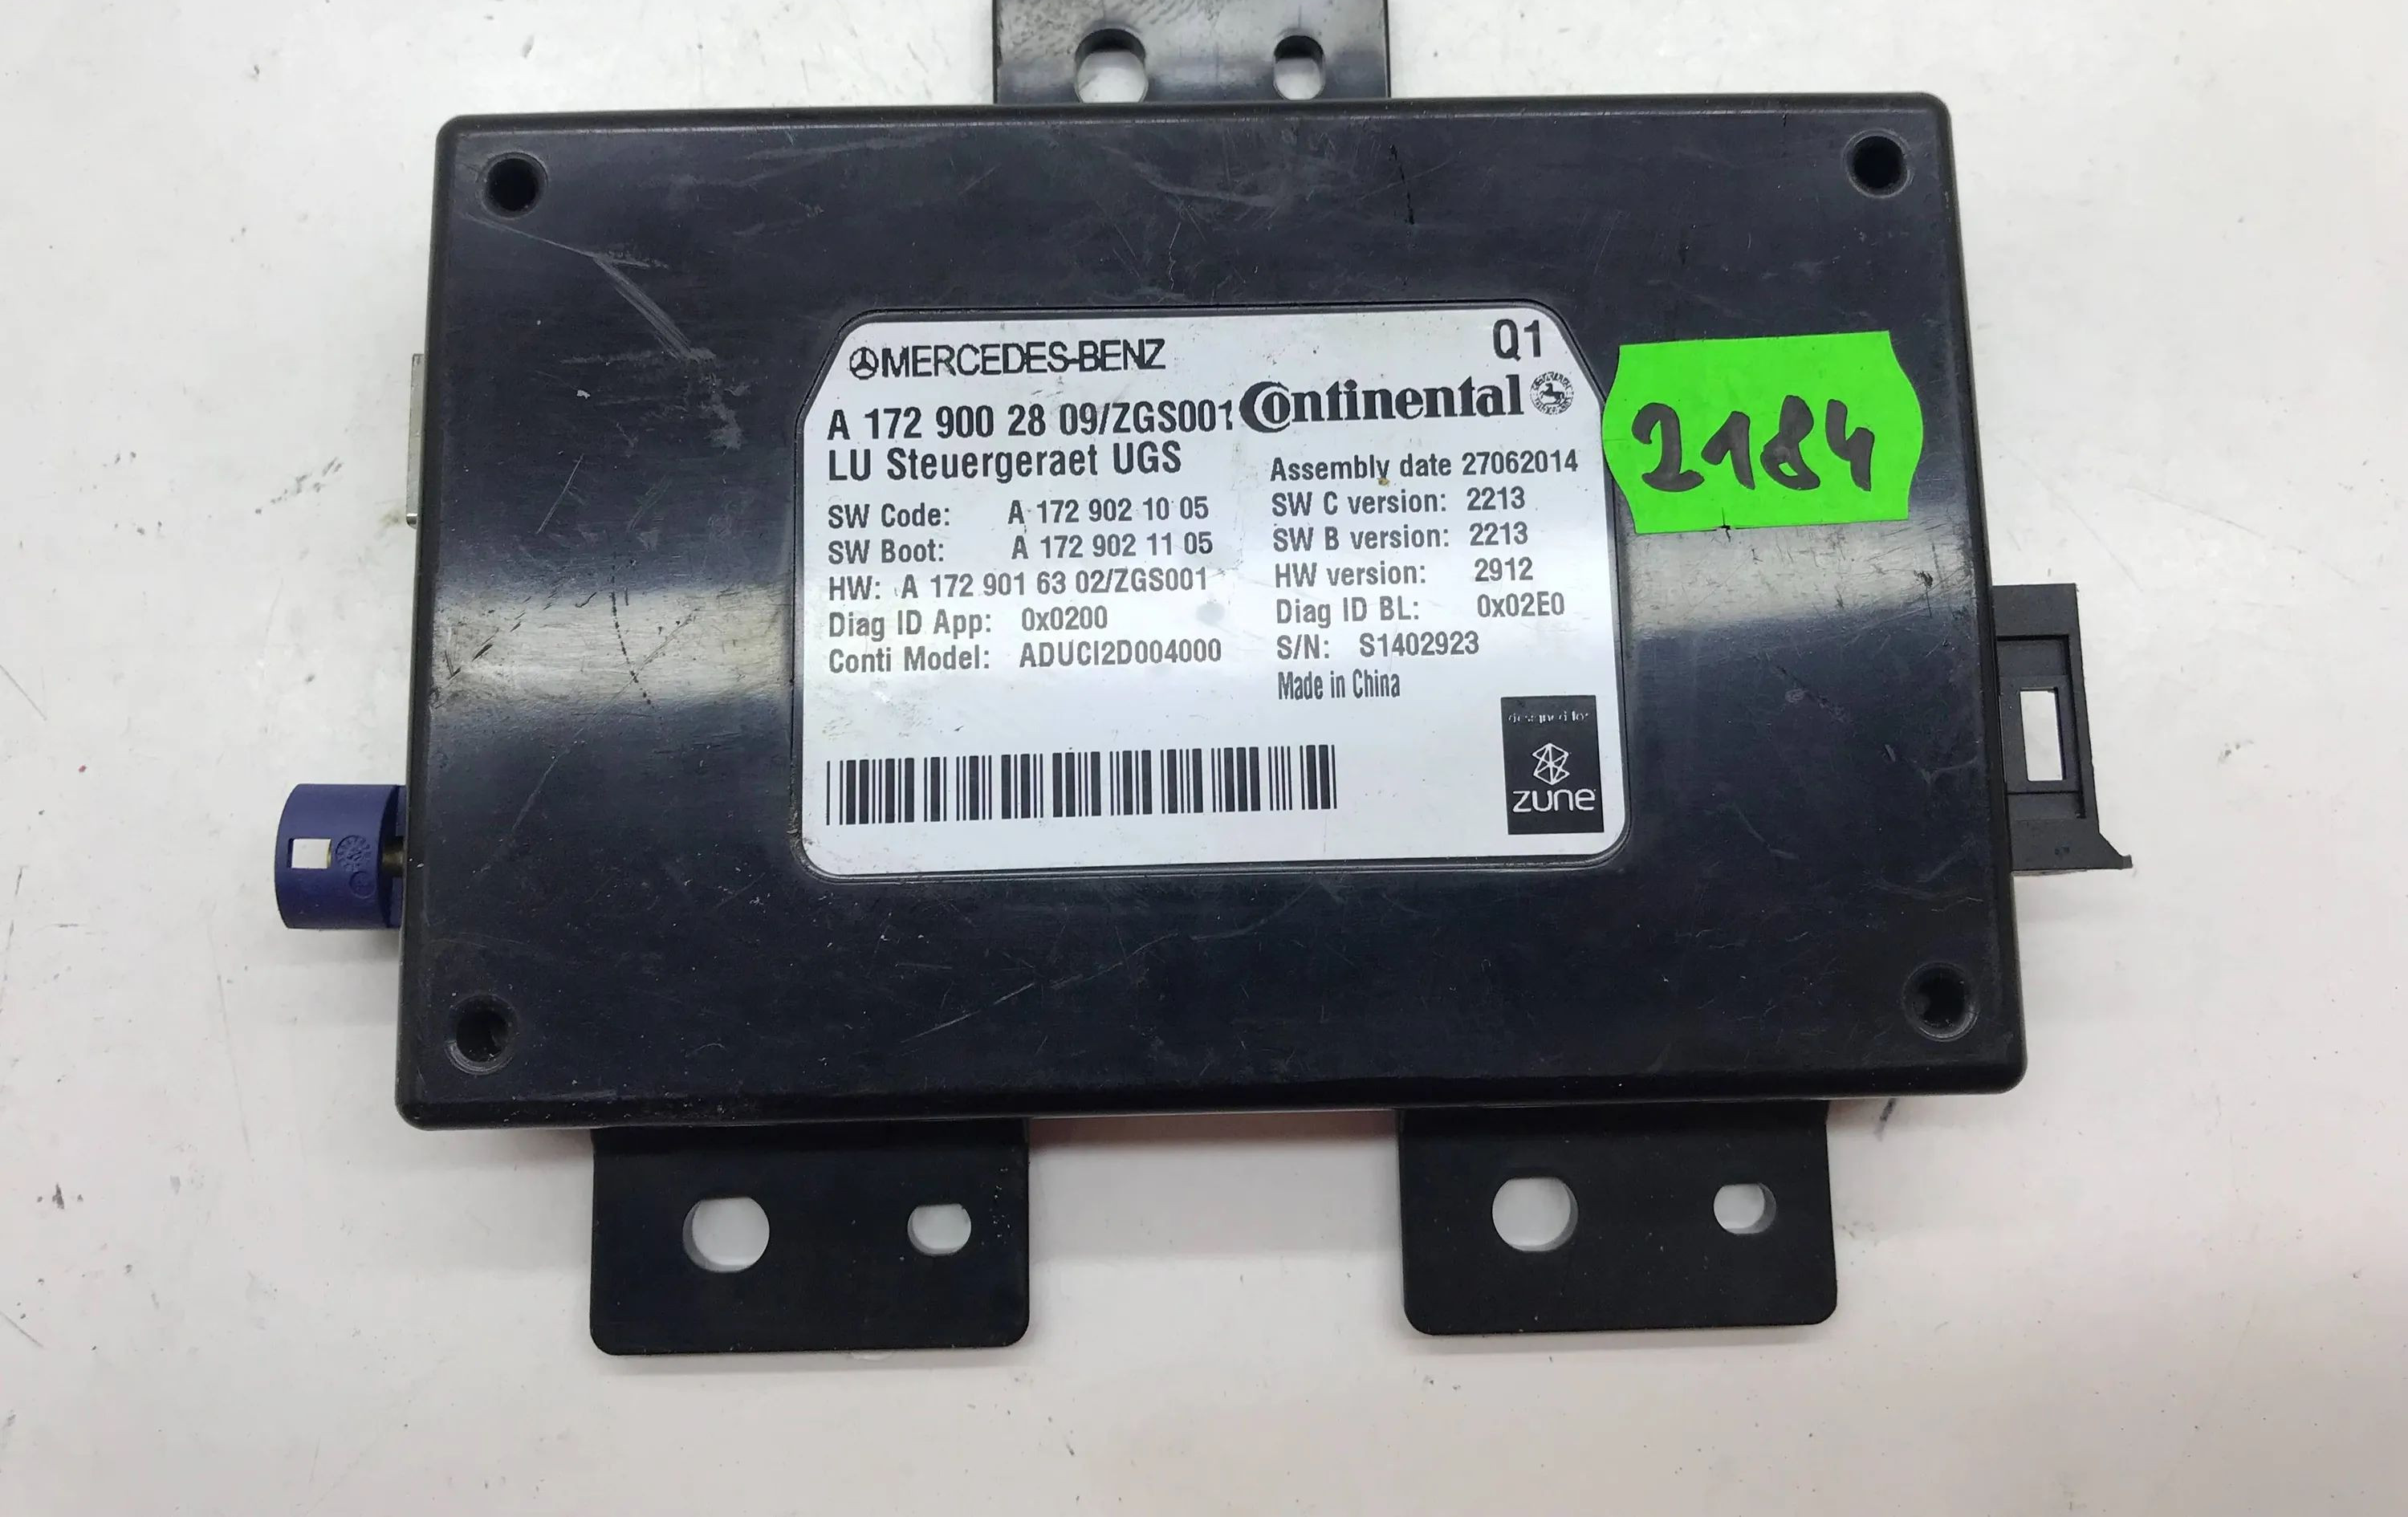 Q1
MERCEDES-BENZ
Continental
A 172 900 28 09/ZGS001
LU Steuergeraet UGS
Assembly date 27062014
SW Code: A 172 902 10 05
SW C version: 2213
SW Boot: A 172 902 11 05
SW B version: 2213
HW: A 172 901 63 02/ZGS001
HW version: 2912
Diag ID App: 0x0200
Diag ID BL: 0x02E0
Conti Model: ADUCI2D004000
S/N: S1402923
Made in China
designed for
zune
2184